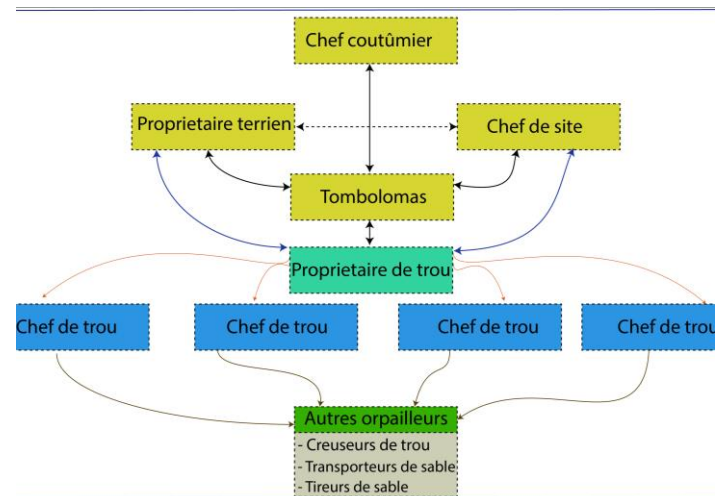 Chef coutûmier
Proprietaire terrien
Chef de site
Tombolomas
Proprietaire de trou
Chef de trou
Chef de trou
Chef de trou
Chef de trou
Autres orpailleurs
- Creuseurs de trou
- Transporteurs de sable
- Tireurs de sable